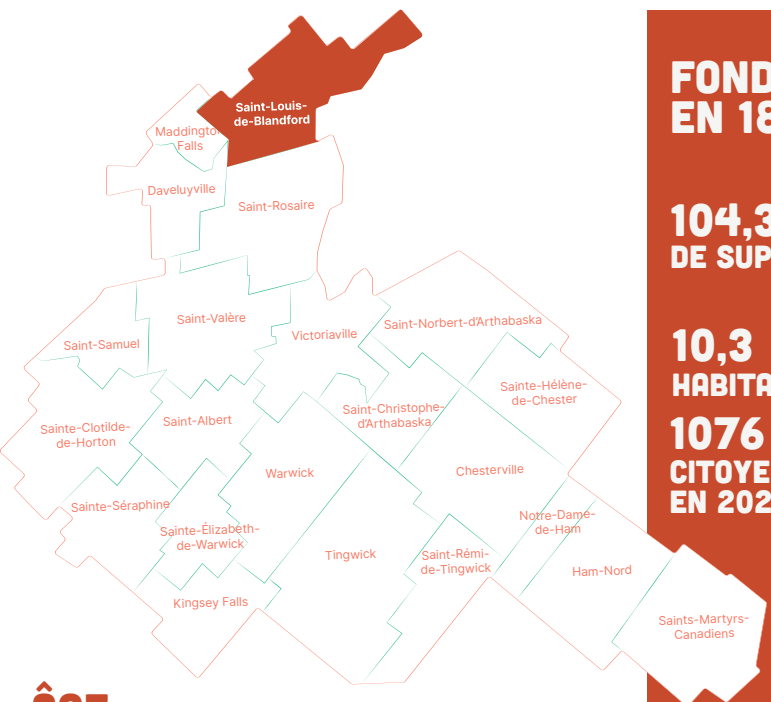 Saint-Louis-
de-Blandford
Maddington
Falls
Daveluyville
Saint-Rosaire
Saint-Valère
Saint-Samuel
Victoriaville
Saint-Norbert-d'Arthabaska
Sainte-Hélène-
de-Chester
Saint-Christophe-
d'Arthabaska
Saint-Albert
Sainte-Clotilde-
de-Horton
Warwick
Chesterville
Sainte-Séraphine
Sainte-Élizabeth-
de-Warwick
Notre-Dame-
de-Ham
Tingwick
Saint-Rémi-
de-Tingwick
Ham-Nord
Kingsey Falls
Saints-Martyrs-
Canadiens
FOND
EN 18
104,3
DE SUP
10,3
HABITA
1076
CITOYE
EN 202